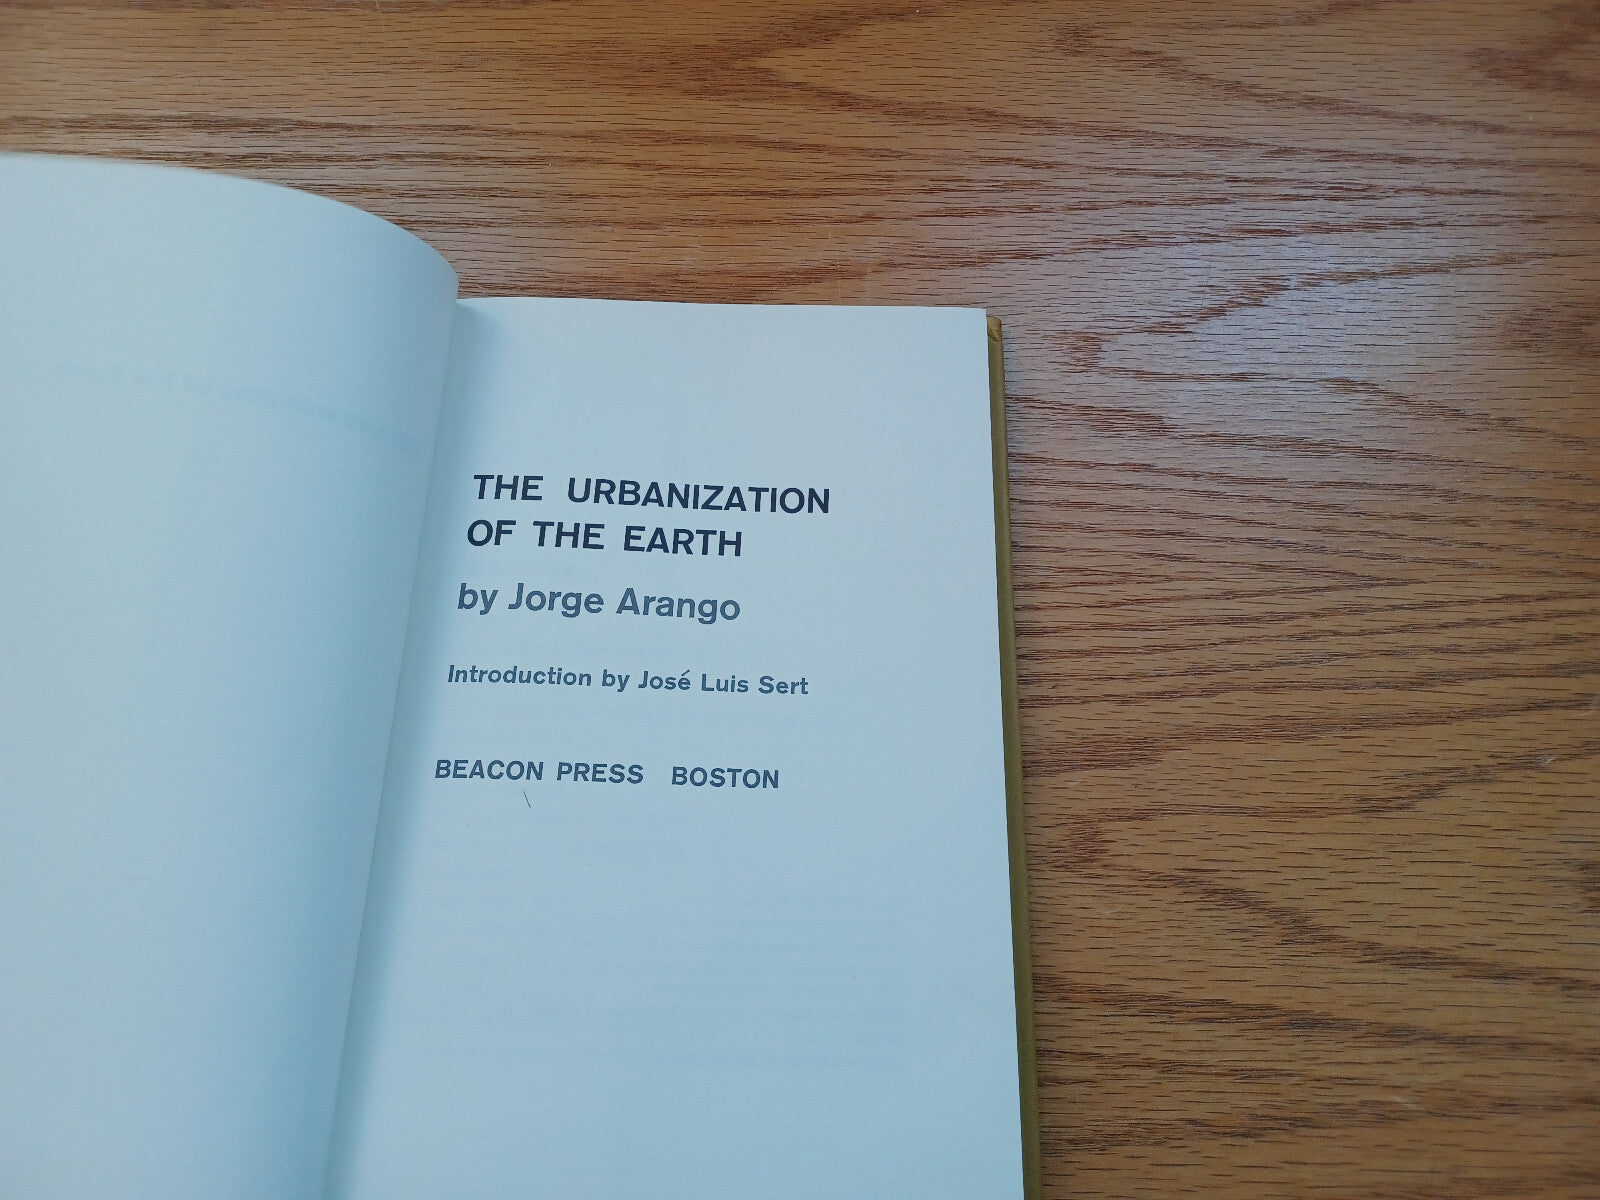 THE URBANIZATION
OF THE EARTH
by Jorge Arango
Introduction by José Luis Sert
BEACON PRESS BOSTON